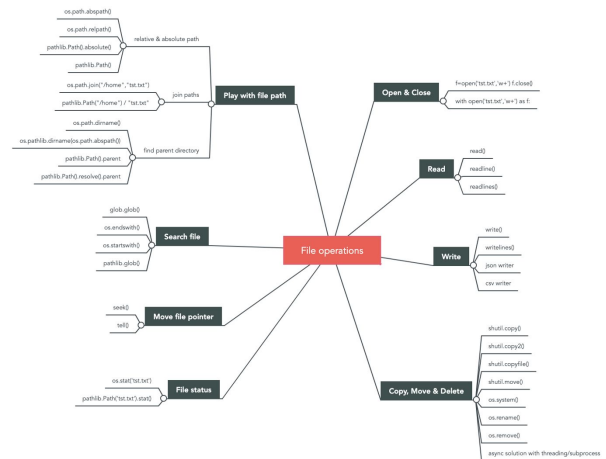 os.path.abspath()
os.path.relpath()
pathlib.Path().absolute()
pathlib.Path()
relative & absolute path
os.path.join("/home","tst.txt")
pathlib.Path("/home") / "tst.txt"
join paths
os.path.dirname()
os.pathlib.dirname(os.path.abspath())
pathlib.Path().parent
pathlib.Path().resolve().parent
find parent directory
Play with file path
glob.glob()
os.endswith()
os.startswith()
pathlib.glob()
Search file
seek()
tell()
Move file pointer
os.stat('tst.txt')
pathlib.Path('tst.txt').stat()
File status
File operations
Open & Close
f=open('tst.txt','w+') f.close()
with open('tst.txt','w+') as f:
Read
read()
readline()
readlines()
Write
write()
writelines()
json writer
csv writer
Copy, Move & Delete
shutil.copy()
shutil.copy2()
shutil.copyfile()
shutil.move()
os.system()
os.rename()
os.remove()
async solution with threading/subprocess